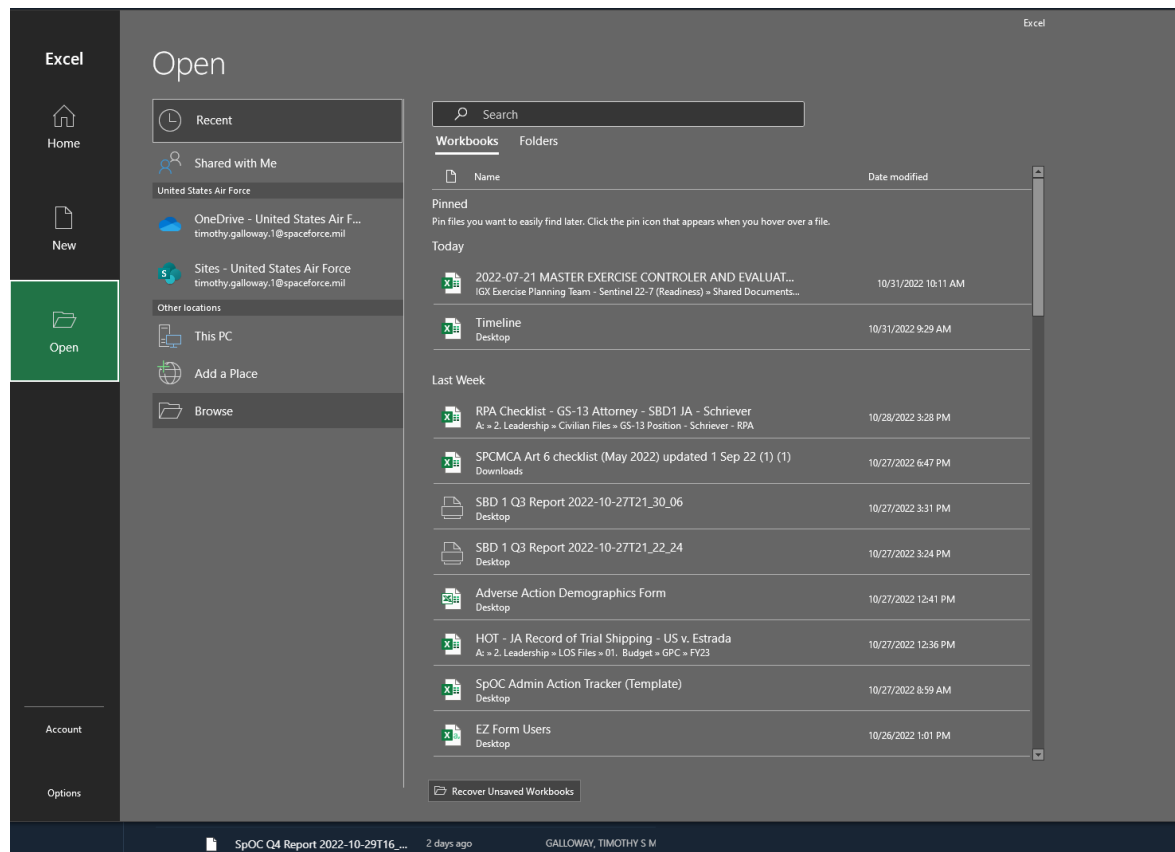 Excel
Excel
Open
Home
New
Open
Account
Options
Recent
Shared with Me
United States Air Force
OneDrive - United States Air F...
timothy.galloway.1@spaceforce.mil
Sites - United States Air Force
timothy.galloway.1@spaceforce.mil
Other locations
This PC
Add a Place
Browse
Search
Workbooks Folders
Name Date modified
Pinned
Pin files you want to easily find later. Click the pin icon that appears when you hover over a file.
Today
2022-07-21 MASTER EXERCISE CONTROLER AND EVALUAT... 10/31/2022 10:11 AM
IGX Exercise Planning Team - Sentinel 22-7 (Readiness) » Shared Documents...
Timeline 10/31/2022 9:29 AM
Desktop
Last Week
RPA Checklist - GS-13 Attorney - SBD1 JA - Schriever 10/28/2022 3:28 PM
A: » 2. Leadership » Civilian Files » GS-13 Position - Schriever - RPA
SPCMCA Art 6 checklist (May 2022) updated 1 Sep 22 (1) (1) 10/27/2022 6:47 PM
Downloads
SBD 1 Q3 Report 2022-10-27T21_30_06 10/27/2022 3:31 PM
Desktop
SBD 1 Q3 Report 2022-10-27T21_22_24 10/27/2022 3:24 PM
Desktop
Adverse Action Demographics Form 10/27/2022 12:41 PM
Desktop
HOT - JA Record of Trial Shipping - US v. Estrada 10/27/2022 12:36 PM
A: » 2. Leadership » LOS Files » 01. Budget » GPC » FY23
SpOC Admin Action Tracker (Template) 10/27/2022 8:59 AM
Desktop
EZ Form Users 10/26/2022 1:01 PM
Desktop
Recover Unsaved Workbooks
SpOC Q4 Report 2022-10-29T16_... 2 days ago GALLOWAY, TIMOTHY S M